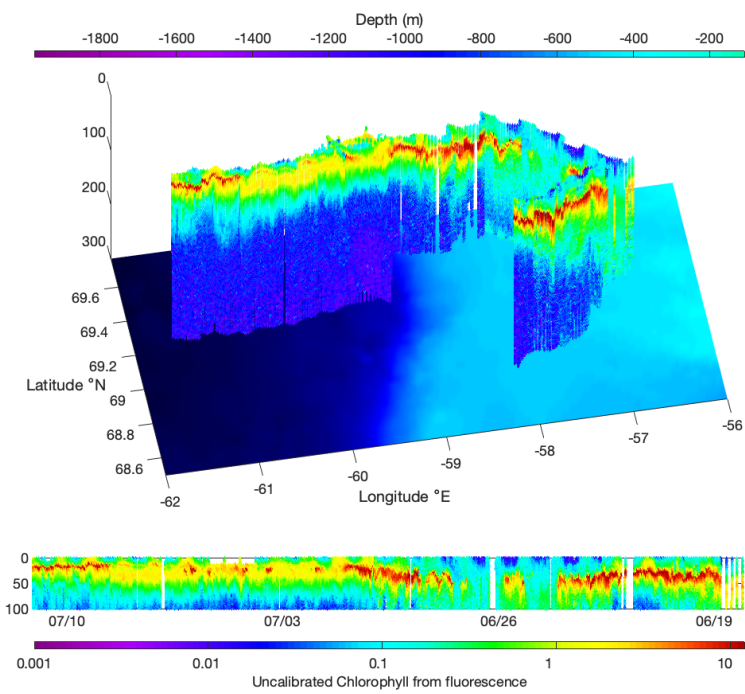 Depth (m)
-1800 -1600 -1400 -1200 -1000 -800 -600 -400 -200
0
100
200
300
69.6
69.4
69.2
69
68.8
68.6
Latitude °N
-62 -61 -60 -59 -58 -57 -56
Longitude °E
0
50
100
07/10 07/03 06/26 06/19
0.001 0.01 0.1 1 10
Uncalibrated Chlorophyll from fluorescence